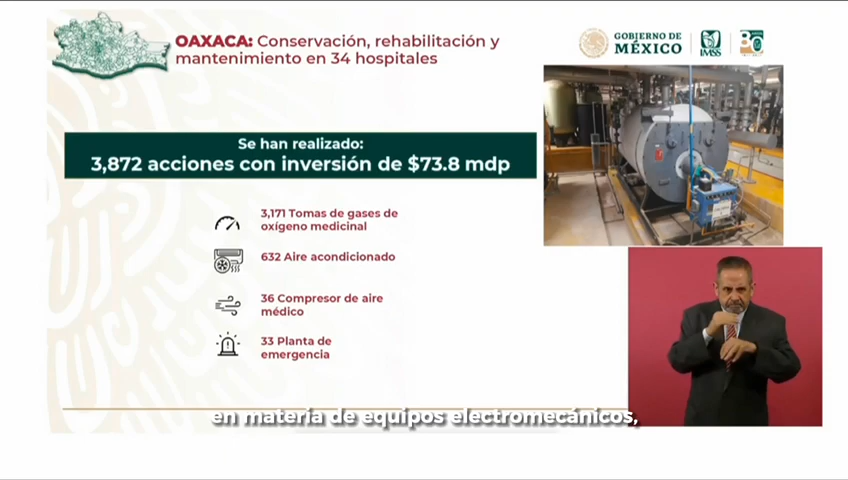 OAXACA: Conservación, rehabilitación y
mantenimiento en 34 hospitales
GOBIERNO DE
MÉXICO
IMSS
80
Se han realizado:
3,872 acciones con inversión de $73.8 mdp
3,171 Tomas de gases de
oxígeno medicinal
632 Aire acondicionado
36 Compresor de aire
médico
33 Planta de
emergencia
en materia de equipos electromecánicos,